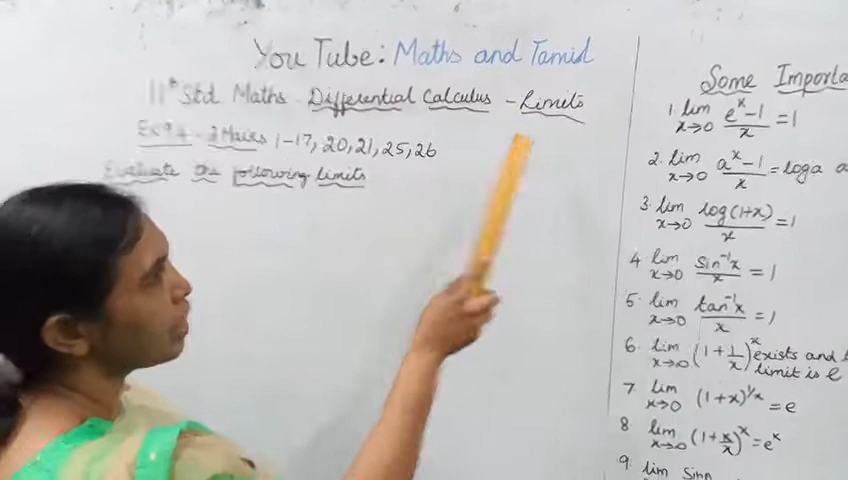 You Tube: Maths and Tamil
11th Std Maths - Differential Calculus - Limits
Ex 9.4 - 2 Marks 1-17, 20, 21, 25, 26
Evaluate the following limits
Some Importa
1. lim x→0 e^x-1/x = 1
2. lim x→0 a^x-1/x = log a a
3. lim x→0 log(1+x)/x = 1
4 lim x→0 sin⁻¹x/x = 1
5. lim x→0 tan⁻¹x/x = 1
6. lim x→0 (1+1/x)^x exists and
limit is e
7 lim x→0 (1+x)^1/x = e
8. lim x→0 (1+k/x)^x = e^k
9. lim